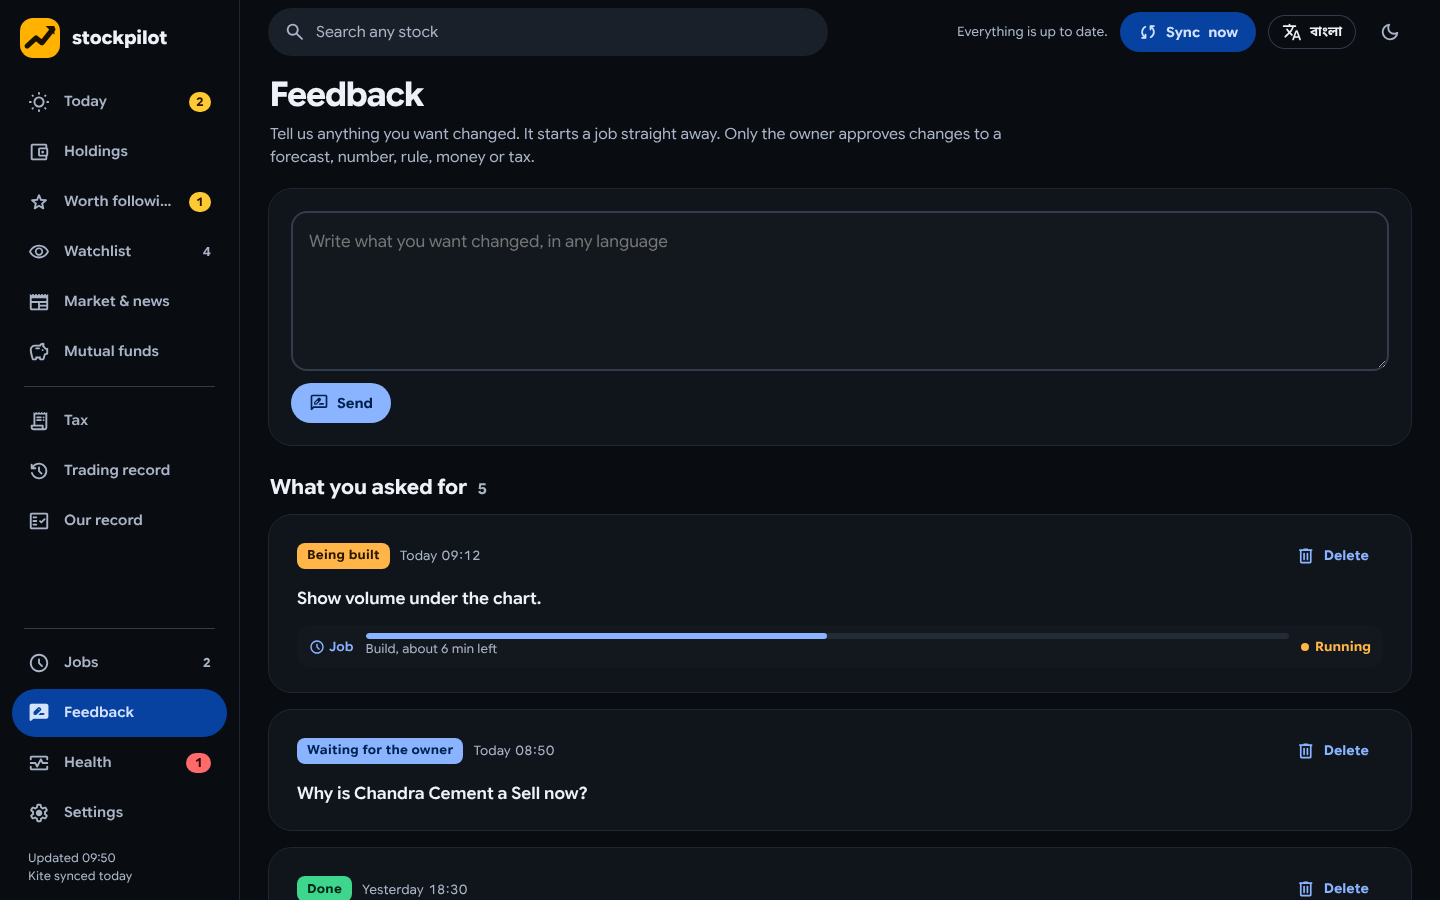 stockpilot
Search any stock
Everything is up to date.
Sync now
বাংলা
Today 2
Holdings
Worth followi... 1
Watchlist 4
Market & news
Mutual funds
Tax
Trading record
Our record
Jobs 2
Feedback
Health 1
Settings
Updated 09:50
Kite synced today
Feedback
Tell us anything you want changed. It starts a job straight away. Only the owner approves changes to a
forecast, number, rule, money or tax.
Write what you want changed, in any language
Send
What you asked for 5
Being built Today 09:12 Delete
Show volume under the chart.
Job Build, about 6 min left Running
Waiting for the owner Today 08:50 Delete
Why is Chandra Cement a Sell now?
Done Yesterday 18:30 Delete